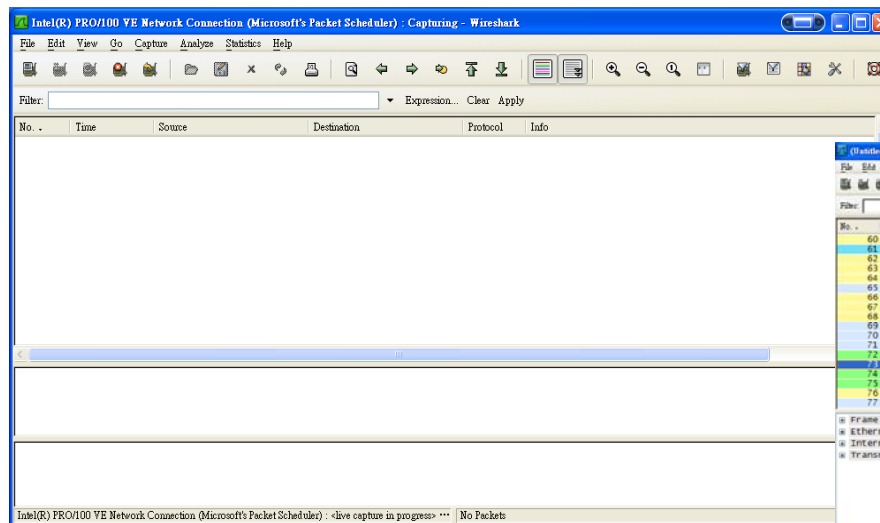 Intel(R) PRO/100 VE Network Connection (Microsoft's Packet Scheduler) : Capturing - Wireshark
File Edit View Go Capture Analyze Statistics Help
Filter: Expression... Clear Apply
No. . Time Source Destination Protocol Info
File Edit
Filter:
No. .
60
61
62
63
64
65
66
67
68
69
70
71
72
73
74
75
76
77
Frame
Intel(R) PRO/100 VE Network Connection (Microsoft's Packet Scheduler) : <live capture in progress> ··· No Packets